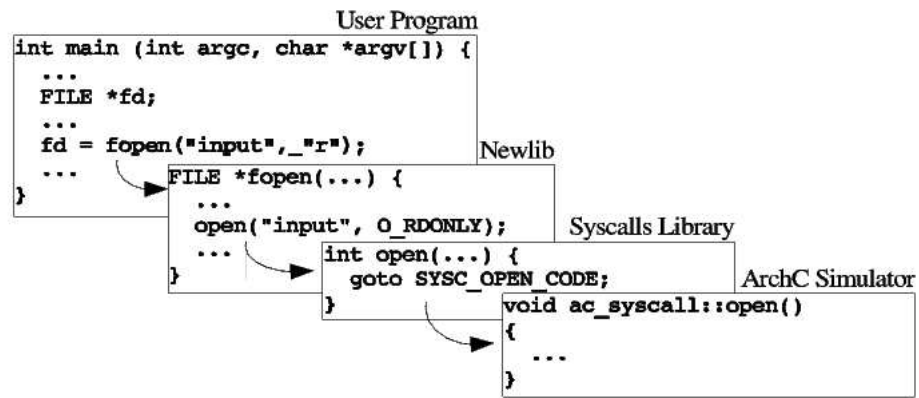 User Program
int main (int argc, char *argv[]) {
...
FILE *fd;
...
fd = fopen("input",_"r");
...
}
Newlib
FILE *fopen(...) {
...
open("input", O_RDONLY);
...
}
Syscalls Library
int open(...) {
goto SYSC_OPEN_CODE;
}
ArchC Simulator
void ac_syscall::open()
{
...
}